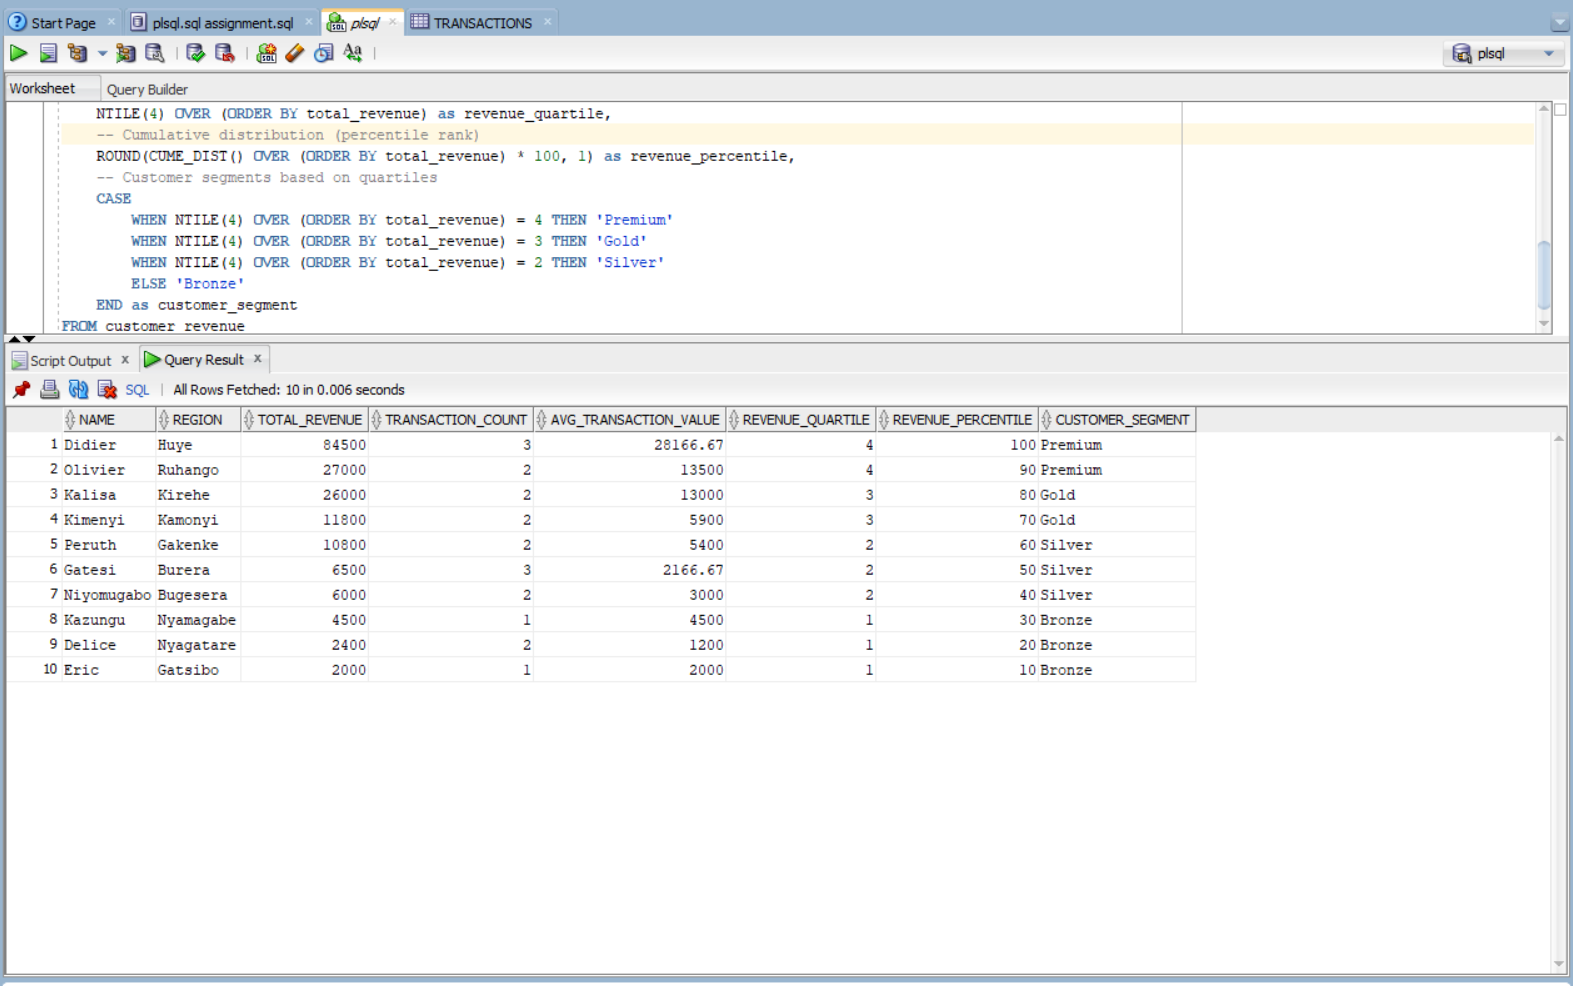 Start Page plsql.sql assignment.sql plsql TRANSACTIONS
plsql
Worksheet Query Builder
NTILE(4) OVER (ORDER BY total_revenue) as revenue_quartile,
-- Cumulative distribution (percentile rank)
ROUND(CUME_DIST() OVER (ORDER BY total_revenue) * 100, 1) as revenue_percentile,
-- Customer segments based on quartiles
CASE
WHEN NTILE(4) OVER (ORDER BY total_revenue) = 4 THEN 'Premium'
WHEN NTILE(4) OVER (ORDER BY total_revenue) = 3 THEN 'Gold'
WHEN NTILE(4) OVER (ORDER BY total_revenue) = 2 THEN 'Silver'
ELSE 'Bronze'
END as customer_segment
FROM customer_revenue
Script Output x Query Result x
SQL | All Rows Fetched: 10 in 0.006 seconds
NAME REGION TOTAL_REVENUE TRANSACTION_COUNT AVG_TRANSACTION_VALUE REVENUE_QUARTILE REVENUE_PERCENTILE CUSTOMER_SEGMENT
1 Didier Huye 84500 3 28166.67 4 100 Premium
2 Olivier Ruhango 27000 2 13500 4 90 Premium
3 Kalisa Kirehe 26000 2 13000 3 80 Gold
4 Kimenyi Kamonyi 11800 2 5900 3 70 Gold
5 Peruth Gakenke 10800 2 5400 2 60 Silver
6 Gatesi Burera 6500 3 2166.67 2 50 Silver
7 Niyomugabo Bugesera 6000 2 3000 2 40 Silver
8 Kazungu Nyamagabe 4500 1 4500 1 30 Bronze
9 Delice Nyagatare 2400 2 1200 1 20 Bronze
10 Eric Gatsibo 2000 1 2000 1 10 Bronze